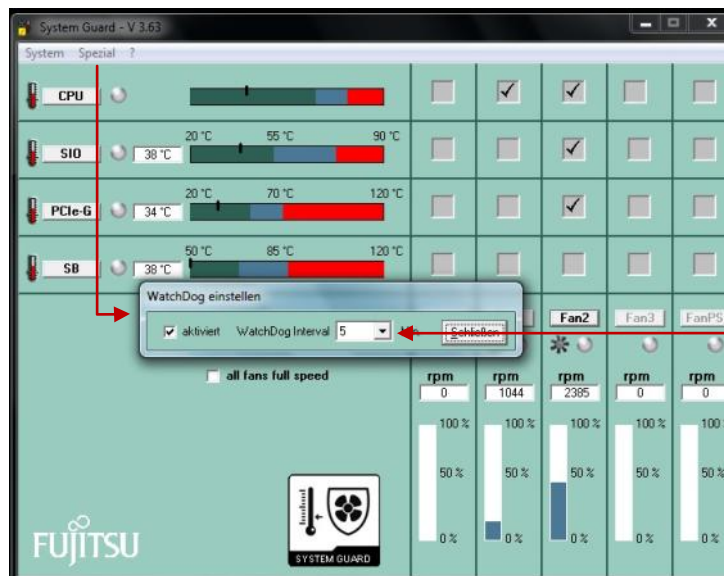 System Guard - V 3.63
System Spezial ?
CPU
20 °C 55 °C 90 °C
SIO 38 °C
20 °C 70 °C 120 °C
PCIe-G 34 °C
50 °C 85 °C 120 °C
SB 38 °C
WatchDog einstellen
aktiviert WatchDog Interval 5 Schließen
Fan2 Fan3 FanPS
all fans full speed
rpm rpm rpm rpm rpm
0 1044 2385 0 0
100 % 100 % 100 % 100 % 100
50 % 50 % 50 % 50 % 50 %
0 % 0 % 0 % 0 % 0 %
FUJITSU
SYSTEM GUARD